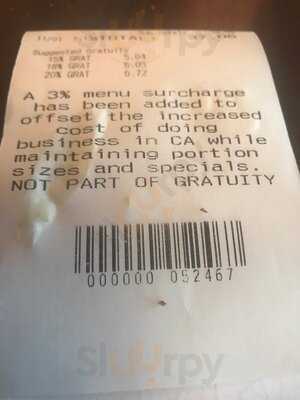 SUBTOTAL
Suggested Gratuity
15% GRAT 5.04
18% GRAT 6.05
20% GRAT 6.72
A 3% menu surcharge
has been added to
offset the increased
cost of doing
business in CA while
maintaining portion
sizes and specials.
NOT PART OF GRATUITY
000000 052467
Sluurpy